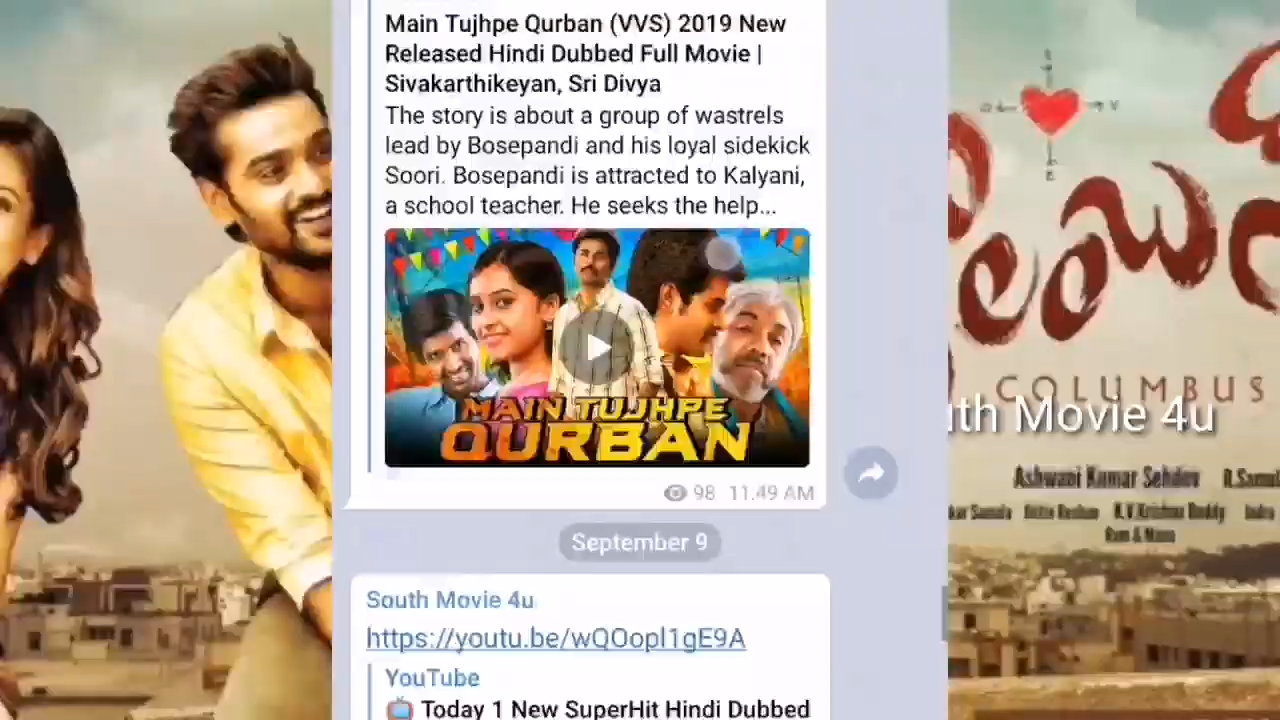 Main Tujhpe Qurban (VVS) 2019 New
Released Hindi Dubbed Full Movie |
Sivakarthikeyan, Sri Divya
The story is about a group of wastrels
lead by Bosepandi and his loyal sidekick
Soori. Bosepandi is attracted to Kalyani,
a school teacher. He seeks the help...
MAIN TUJHPE
QURBAN
98 11.49 AM
September 9
South Movie 4u
https://youtu.be/wQOopl1gE9A
YouTube
Today 1 New SuperHit Hindi Dubbed
COLUMBUS
uth Movie 4u
Ashwani Kumar Sehdev